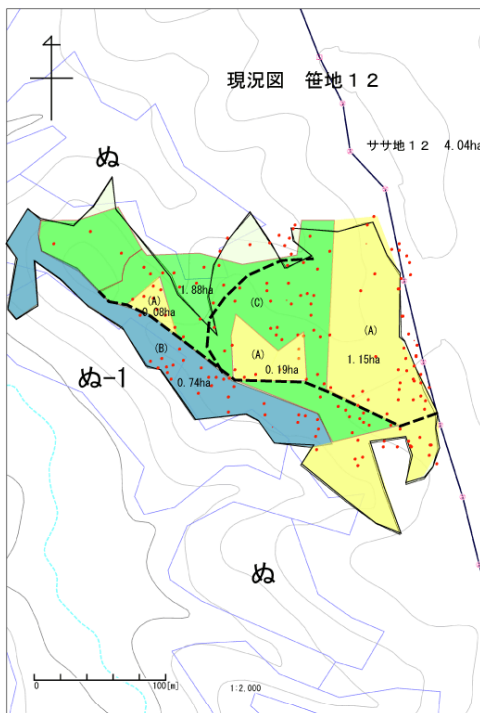 4
現況図 笹地12
ササ地12 4.04ha
ぬ
1.88ha
(A)
0.08ha
(C)
(A)
1.15ha
(B)
0.74ha
(A)
0.19ha
ぬ-1
ぬ
0 100[m]
1:2,000